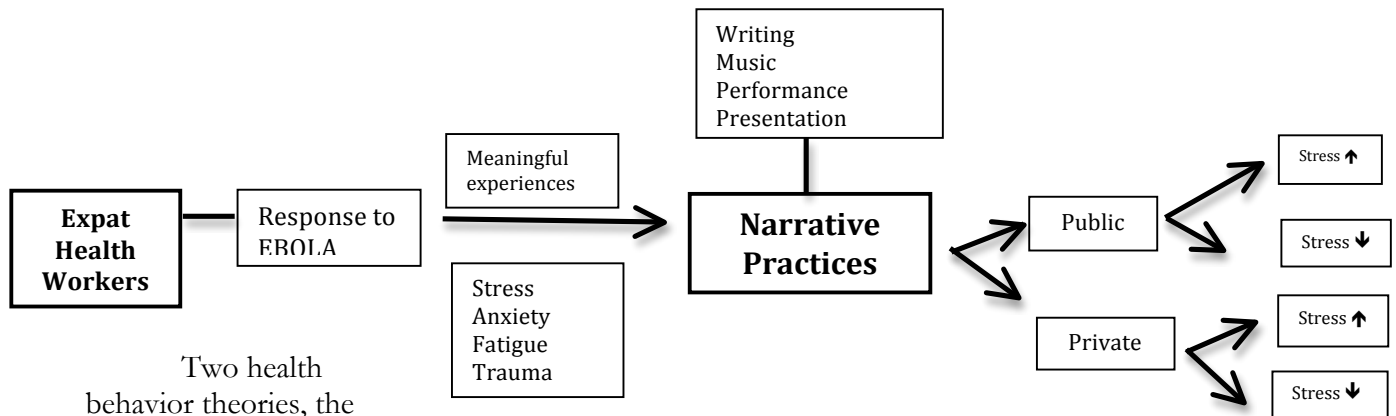 Expat
Health
Workers
Response to
EBOLA
Meaningful
experiences
Stress
Anxiety
Fatigue
Trauma
Writing
Music
Performance
Presentation
Narrative
Practices
Public
Private
Stress ↑
Stress ↓
Stress ↑
Stress ↓
Two health
behavior theories, the